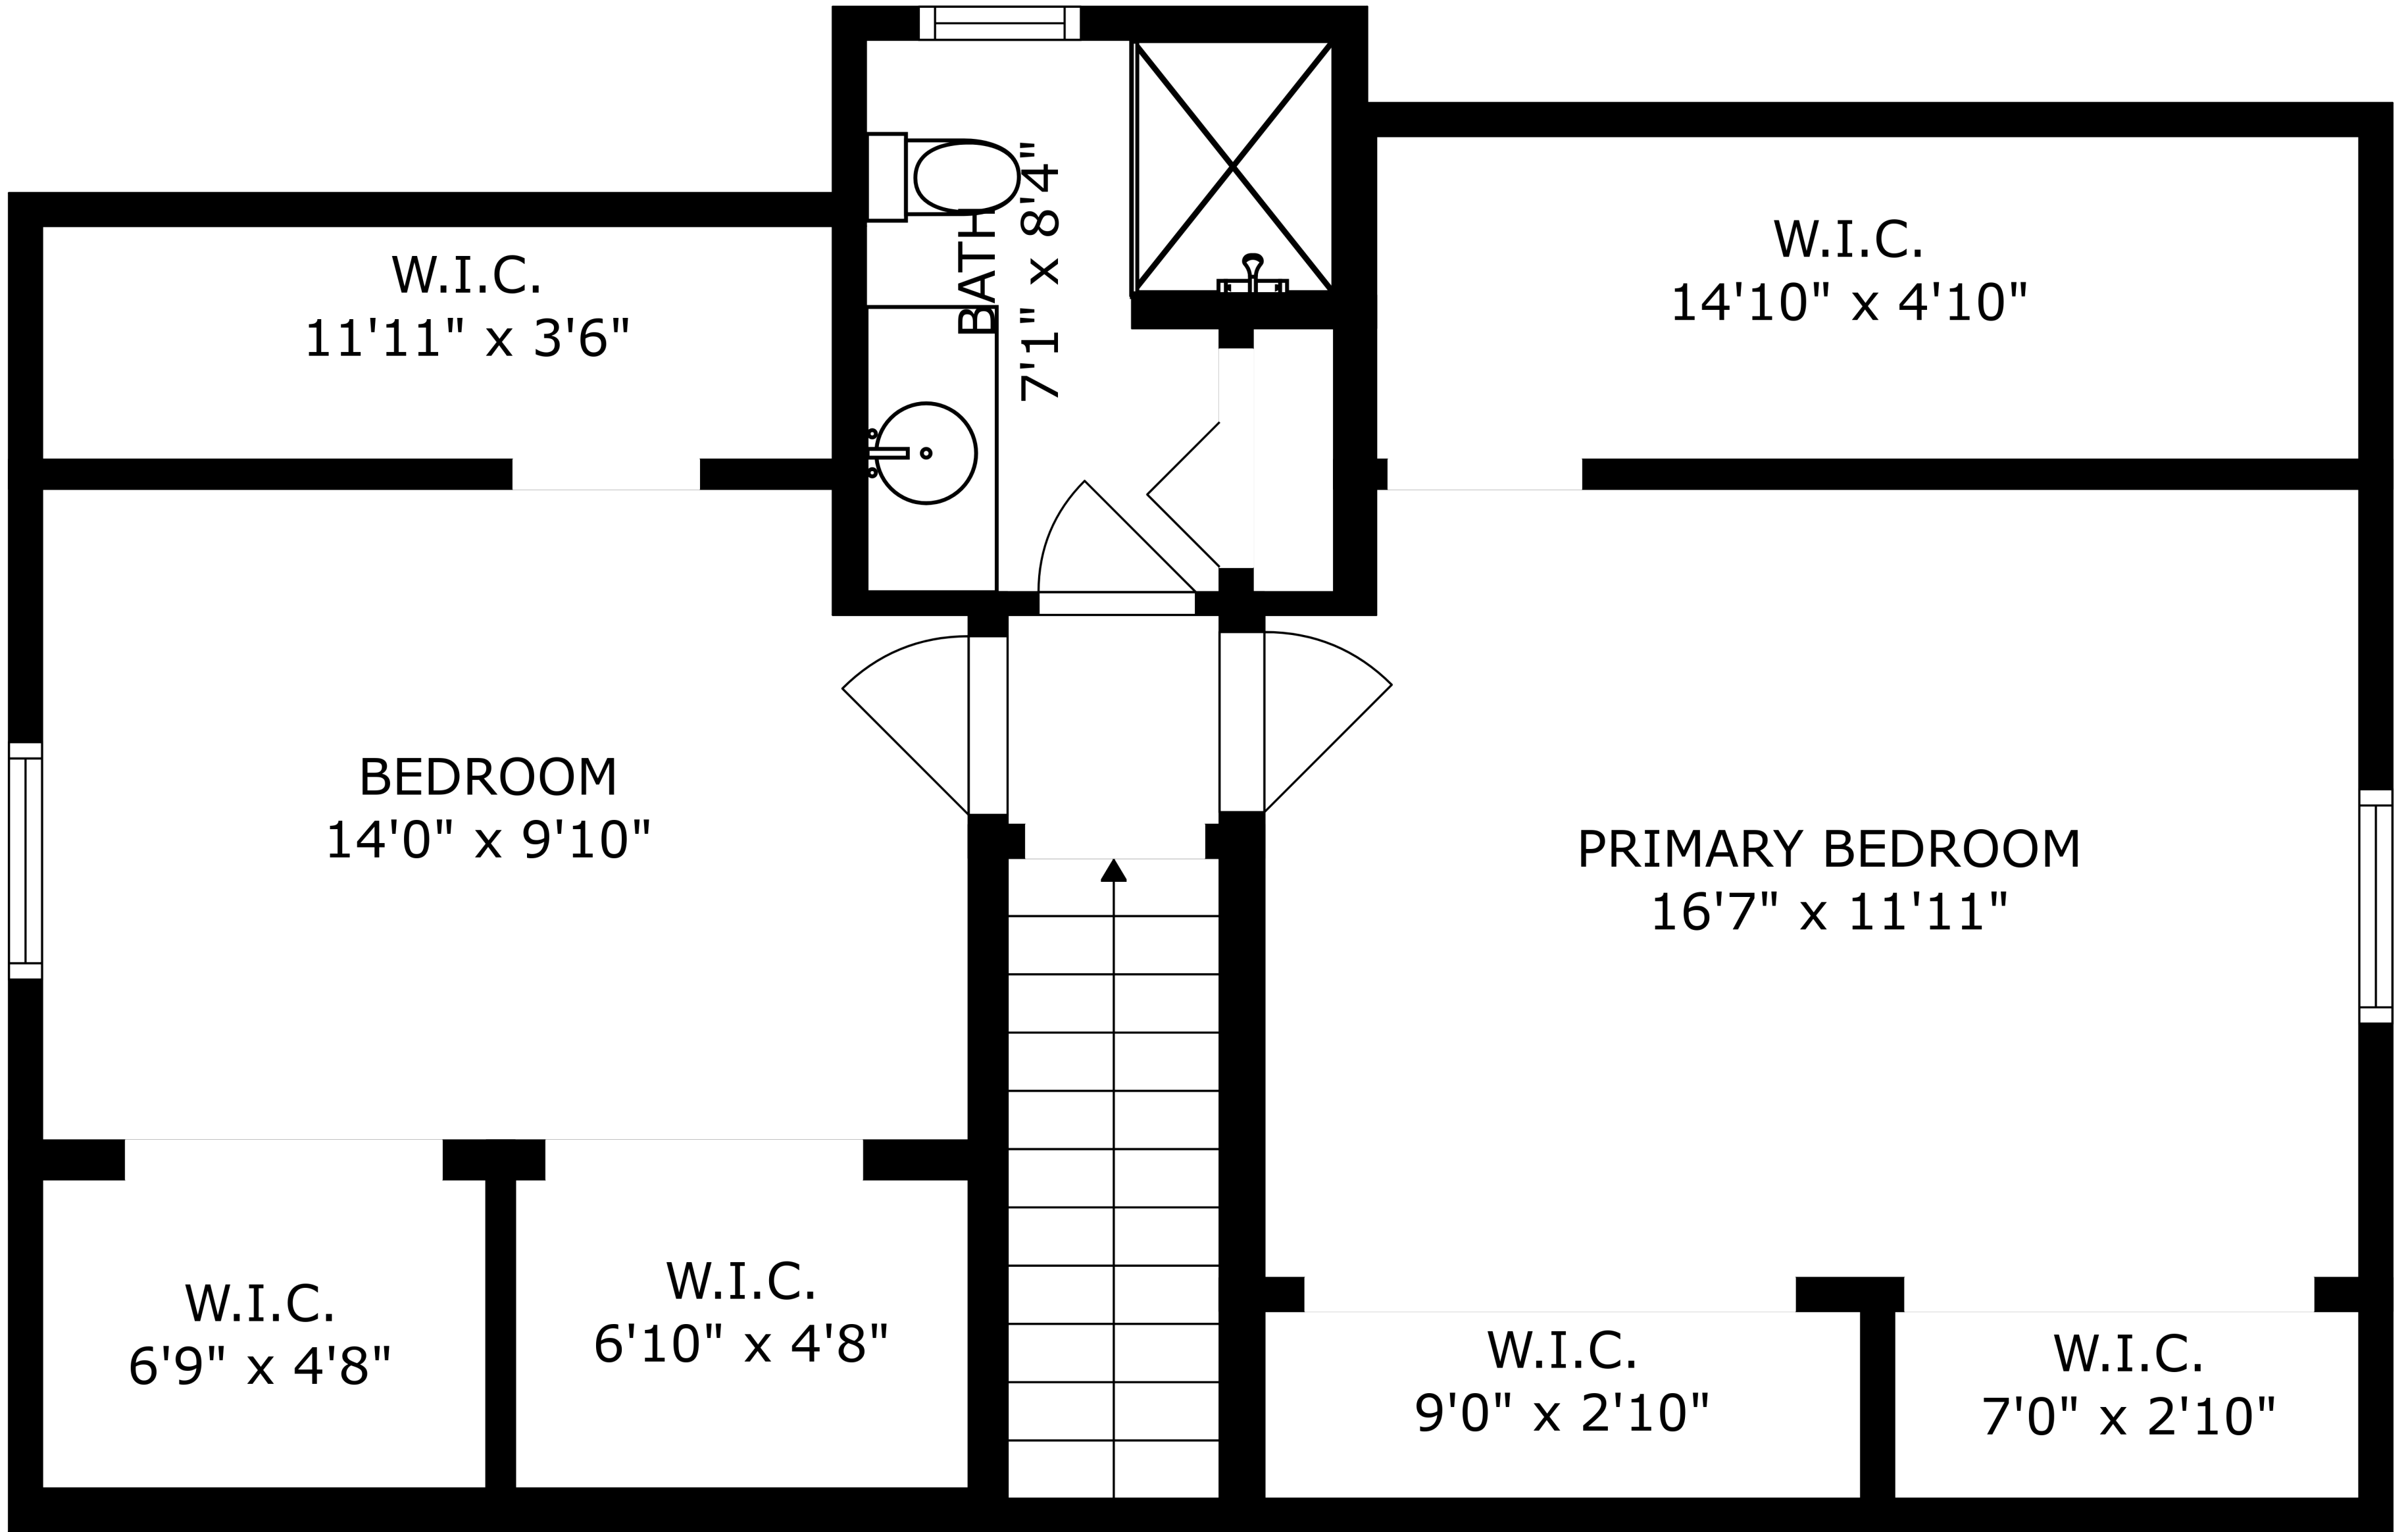 W.I.C.
11'11" x 3'6"
BATH
7'1" x 8'4"
W.I.C.
14'10" x 4'10"
BEDROOM
14'0" x 9'10"
PRIMARY BEDROOM
16'7" x 11'11"
W.I.C.
6'9" x 4'8"
W.I.C.
6'10" x 4'8"
W.I.C.
9'0" x 2'10"
W.I.C.
7'0" x 2'10"